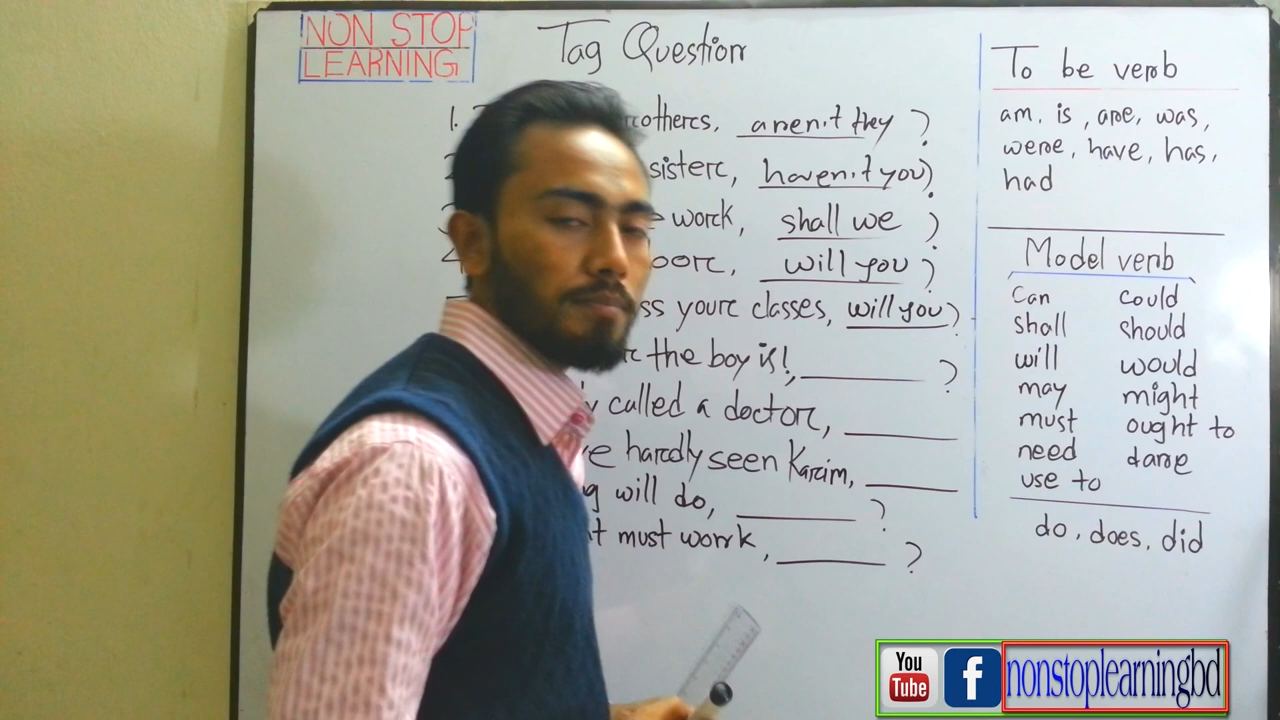 NON STOP
LEARNING
Tag Question
1. others, aren't they ?
sister, haven't you ?
work, shall we ?
will you ?
your classes, will you ?
the boy is!, ?
called a doctor,
hardly seen Karim,
will do, ?
must work, ?
To be verb
am, is, are, was,
were, have, has,
had
Model verb
can could
shall should
will would
may might
must ought to
need dare
use to
do, does, did
You
Tube
f
nonstoplearningbd